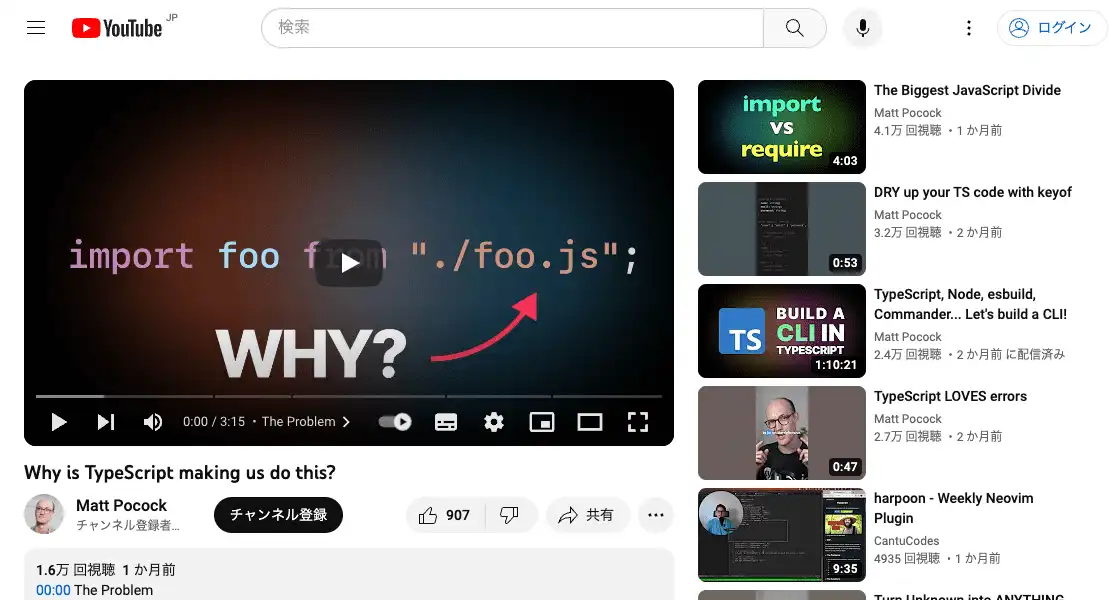 YouTube JP
検索
ログイン
import foo from "./foo.js";
WHY?
0:00 / 3:15 ・ The Problem
Why is TypeScript making us do this?
Matt Pocock
チャンネル登録者...
チャンネル登録
907
共有
1.6万 回視聴 1 か月前
00:00 The Problem
import
vs
require
4:03
The Biggest JavaScript Divide
Matt Pocock
4.1万 回視聴 ・1 か月前
0:53
DRY up your TS code with keyof
Matt Pocock
3.2万 回視聴 ・2 か月前
TS
BUILD A
CLI IN
TYPESCRIPT
1:10:21
TypeScript, Node, esbuild,
Commander... Let's build a CLI!
Matt Pocock
2.4万 回視聴 ・2 か月前 に配信済み
0:47
TypeScript LOVES errors
Matt Pocock
2.7万 回視聴 ・2 か月前
9:35
harpoon - Weekly Neovim
Plugin
CantuCodes
4935 回視聴 ・1 か月前
Turn Unknown into ANYTHING